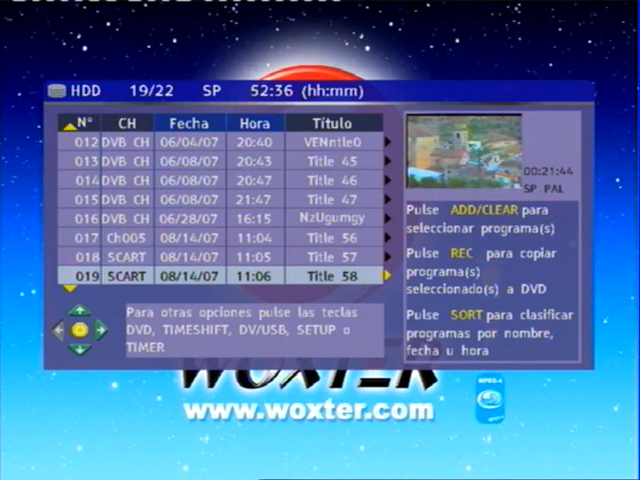 HDD 19/22 SP 52:36 (hh:mm)
Nº CH Fecha Hora Título
012 DVB CH 06/04/07 20:40 VENntle0
013 DVB CH 06/08/07 20:43 Title 45
014 DVB CH 06/08/07 20:47 Title 46
015 DVB CH 06/08/07 21:47 Title 47
016 DVB CH 06/28/07 16:15 NzUgumgy
017 Ch005 08/14/07 11:04 Title 56
018 SCART 08/14/07 11:05 Title 57
019 SCART 08/14/07 11:06 Title 58
00:21:44
SP PAL
Pulse ADD/CLEAR para
seleccionar programa(s)
Pulse REC para copiar
programa(s)
seleccionado(s) a DVD
Pulse SORT para clasificar
programas por nombre,
fecha u hora
Para otras opciones pulse las teclas
DVD, TIMESHIFT, DV/USB, SETUP o
TIMER
WOXTER
www.woxter.com
MPEG-4